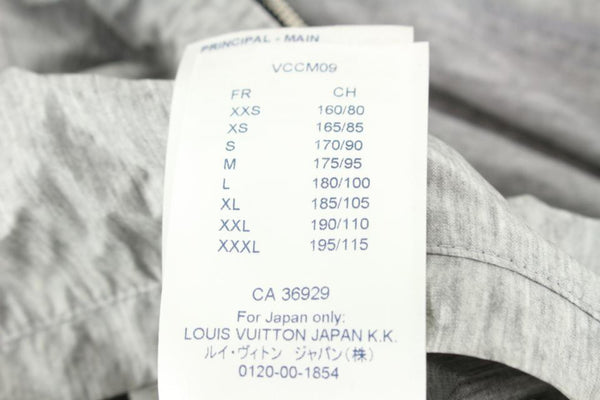 PRINCIPAL - MAIN
VCCM09
FR CH
XXS 160/80
XS 165/85
S 170/90
M 175/95
L 180/100
XL 185/105
XXL 190/110
XXXL 195/115
CA 36929
For Japan only:
LOUIS VUITTON JAPAN K.K.
ルイ・ヴィトン ジャパン(株)
0120-00-1854